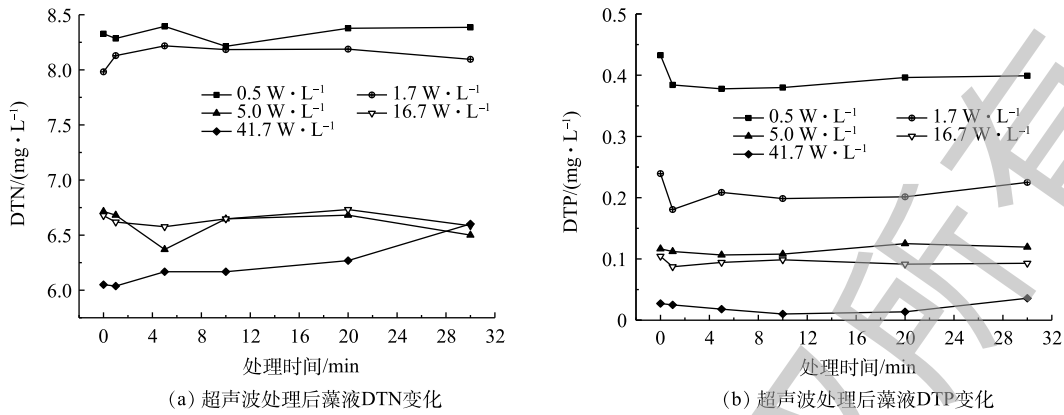 8.5
8.0
7.5
7.0
6.5
6.0
DTN/(mg·L⁻¹)
0.5 W·L⁻¹ 1.7 W·L⁻¹
5.0 W·L⁻¹ 16.7 W·L⁻¹
41.7 W·L⁻¹
0 4 8 12 16 20 24 28 32
处理时间/min
(a) 超声波处理后藻液DTN变化
0.5
0.4
0.3
0.2
0.1
0
DTP/(mg·L⁻¹)
0.5 W·L⁻¹ 1.7 W·L⁻¹
5.0 W·L⁻¹ 16.7 W·L⁻¹
41.7 W·L⁻¹
0 4 8 12 16 20 24 28 32
处理时间/min
(b) 超声波处理后藻液DTP变化
所有